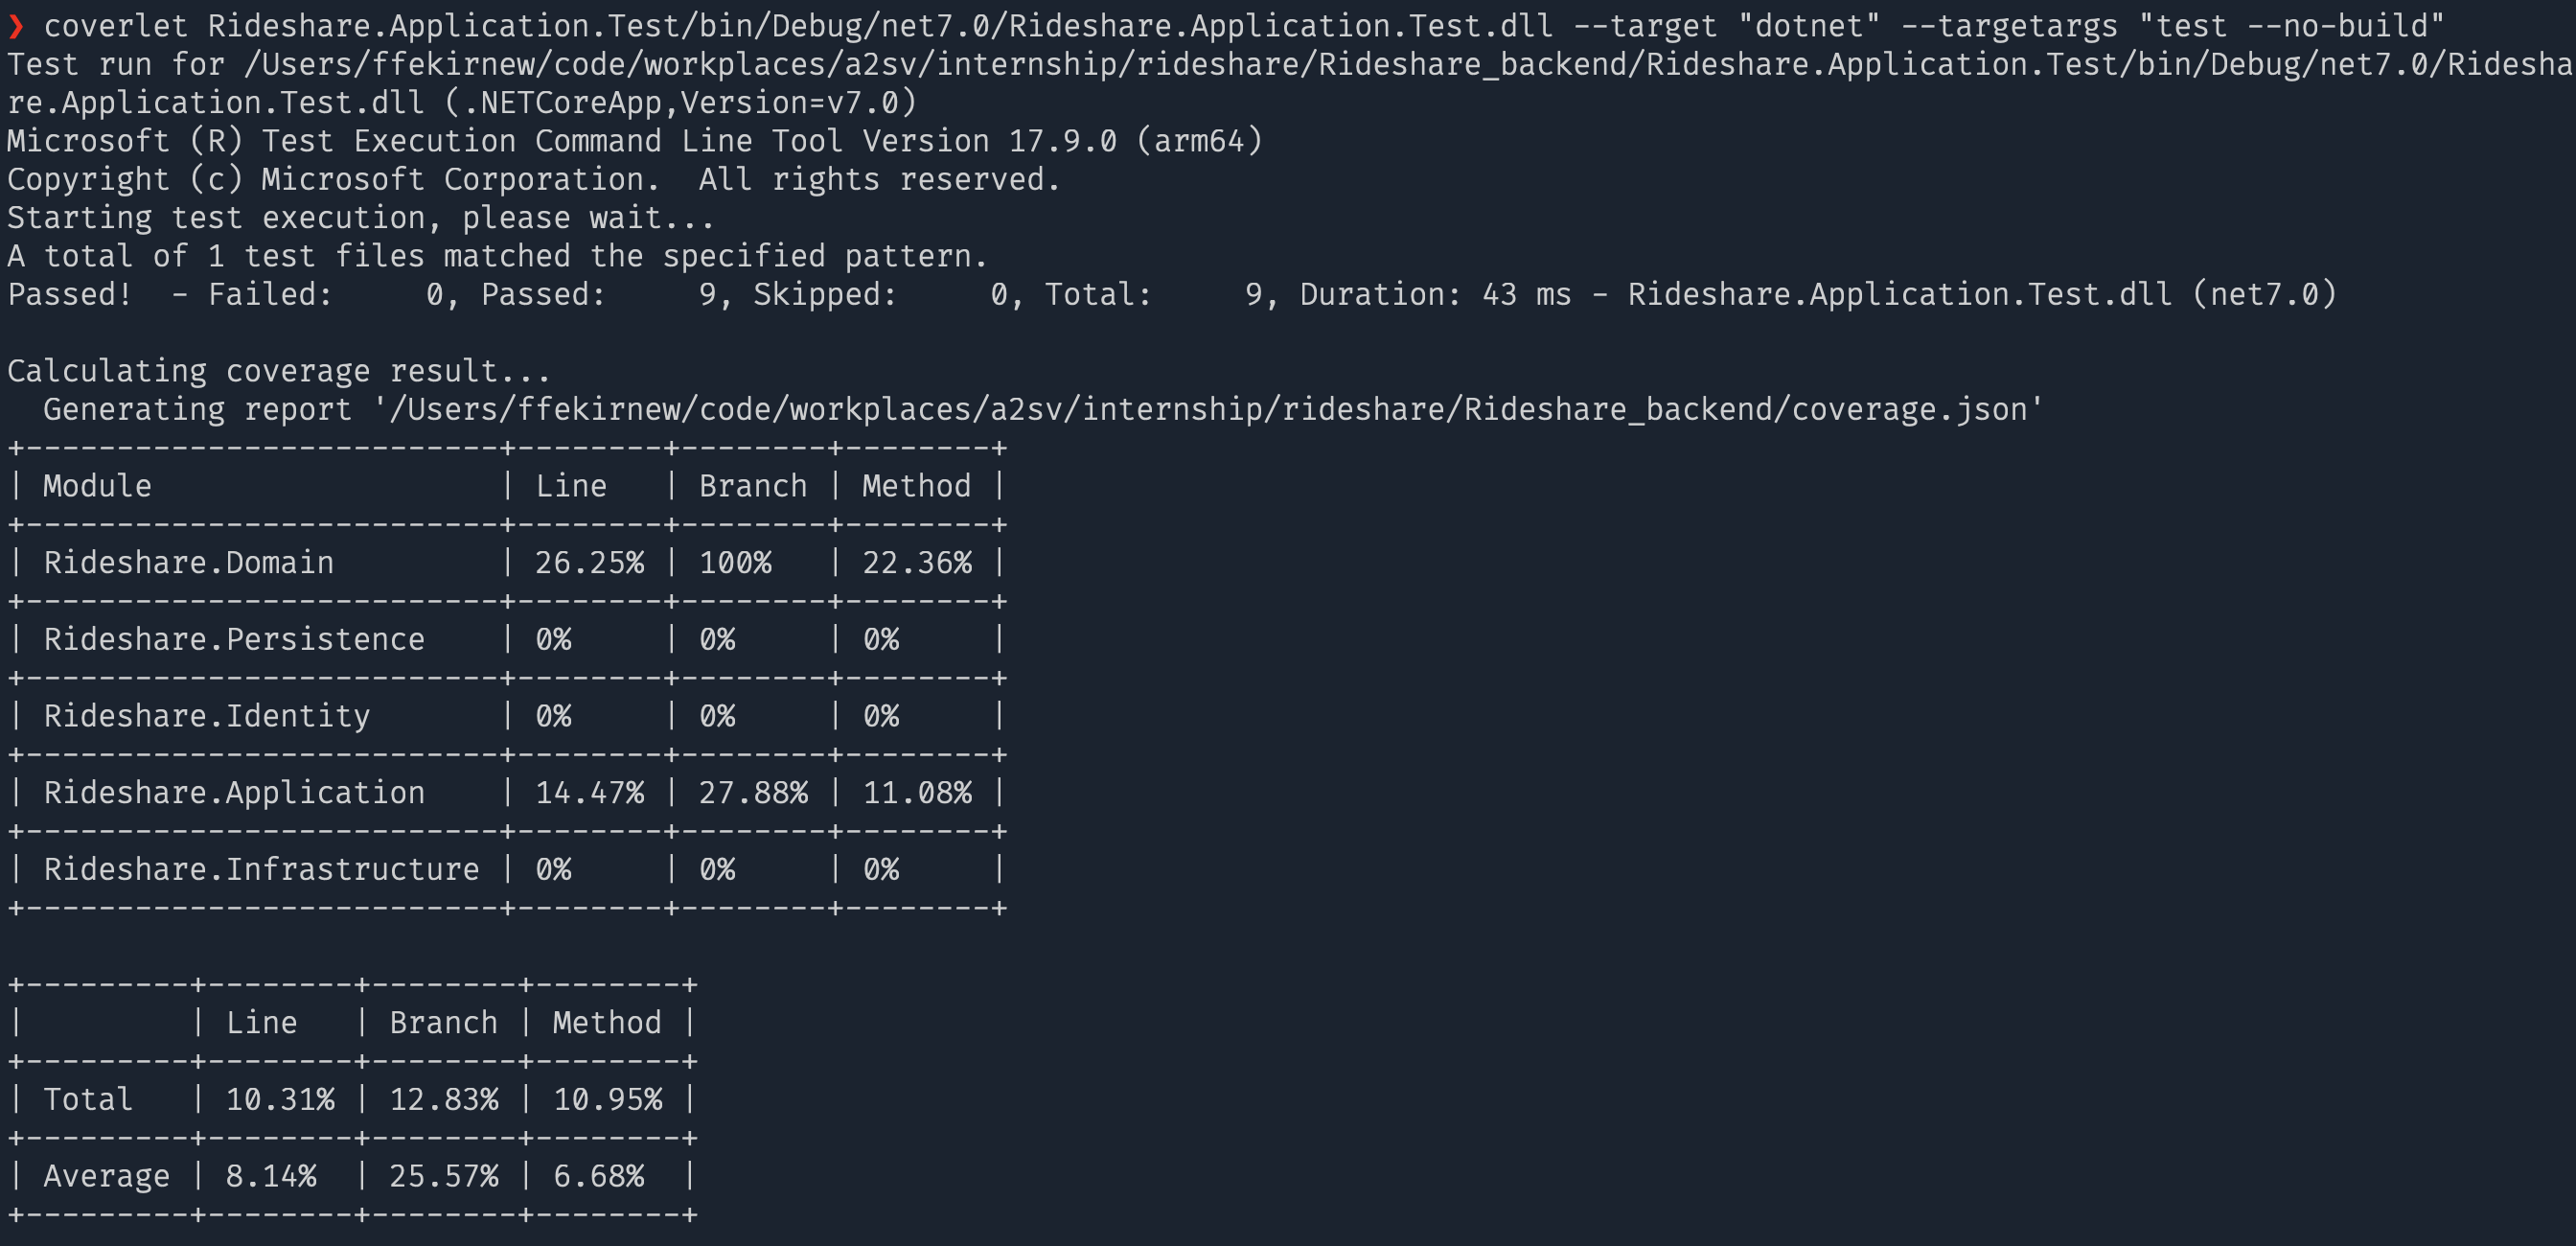 ❯ coverlet Rideshare.Application.Test/bin/Debug/net7.0/Rideshare.Application.Test.dll --target "dotnet" --targetargs "test --no-build"
Test run for /Users/ffekirnew/code/workplaces/a2sv/internship/rideshare/Rideshare_backend/Rideshare.Application.Test/bin/Debug/net7.0/Ridesha
re.Application.Test.dll (.NETCoreApp,Version=v7.0)
Microsoft (R) Test Execution Command Line Tool Version 17.9.0 (arm64)
Copyright (c) Microsoft Corporation.  All rights reserved.
Starting test execution, please wait...
A total of 1 test files matched the specified pattern.
Passed!  - Failed:     0, Passed:     9, Skipped:     0, Total:     9, Duration: 43 ms - Rideshare.Application.Test.dll (net7.0)

Calculating coverage result...
  Generating report '/Users/ffekirnew/code/workplaces/a2sv/internship/rideshare/Rideshare_backend/coverage.json'
+--------------------------+--------+--------+--------+
| Module                   | Line   | Branch | Method |
+--------------------------+--------+--------+--------+
| Rideshare.Domain         | 26.25% | 100%   | 22.36% |
+--------------------------+--------+--------+--------+
| Rideshare.Persistence    | 0%     | 0%     | 0%     |
+--------------------------+--------+--------+--------+
| Rideshare.Identity       | 0%     | 0%     | 0%     |
+--------------------------+--------+--------+--------+
| Rideshare.Application    | 14.47% | 27.88% | 11.08% |
+--------------------------+--------+--------+--------+
| Rideshare.Infrastructure | 0%     | 0%     | 0%     |
+--------------------------+--------+--------+--------+

+---------+--------+--------+--------+
|         | Line   | Branch | Method |
+---------+--------+--------+--------+
| Total   | 10.31% | 12.83% | 10.95% |
+---------+--------+--------+--------+
| Average | 8.14%  | 25.57% | 6.68%  |
+---------+--------+--------+--------+